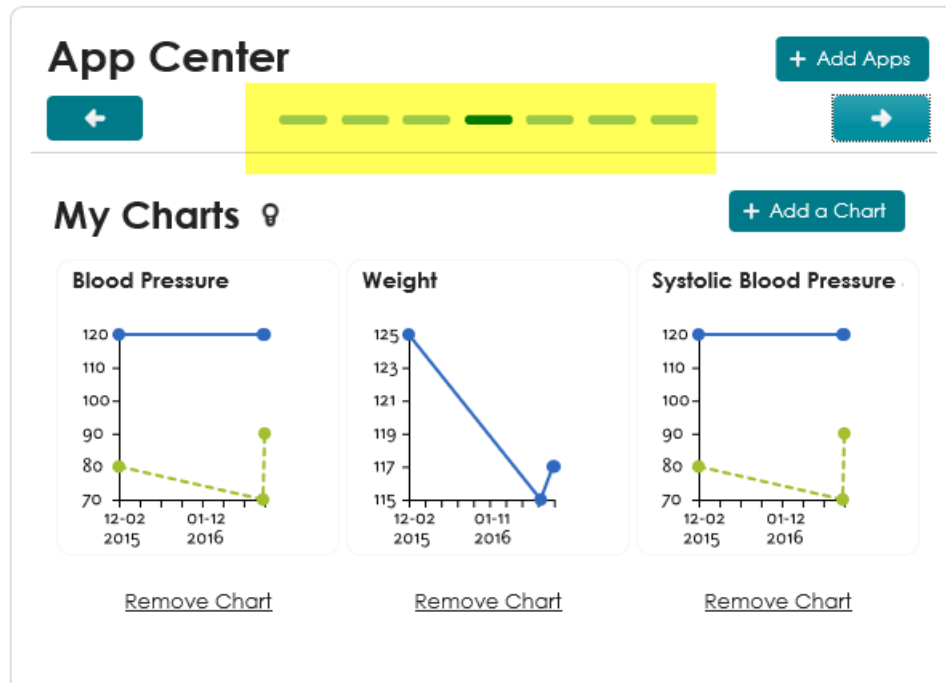 App Center
+ Add Apps
My Charts
+ Add a Chart
Blood Pressure
120
110
100
90
80
70
12-02 01-12
2015 2016
Weight
125
123
121
119
117
115
12-02 01-11
2015 2016
Systolic Blood Pressure
120
110
100
90
80
70
12-02 01-12
2015 2016
Remove Chart
Remove Chart
Remove Chart